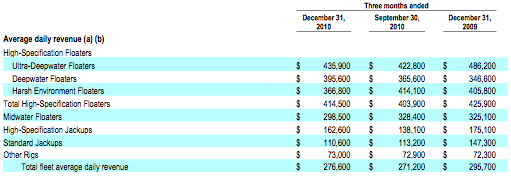 Three months ended
December 31, September 30, December 31,
2010 2010 2009
Average daily revenue (a) (b)
High-Specification Floaters
Ultra-Deepwater Floaters $ 435,900 $ 422,800 $ 486,200
Deepwater Floaters $ 395,600 $ 365,600 $ 346,600
Harsh Environment Floaters $ 366,800 $ 414,100 $ 405,800
Total High-Specification Floaters $ 414,500 $ 403,900 $ 425,900
Midwater Floaters $ 298,500 $ 328,400 $ 325,100
High-Specification Jackups $ 162,600 $ 138,100 $ 175,100
Standard Jackups $ 110,600 $ 113,200 $ 147,300
Other Rigs $ 73,000 $ 72,900 $ 72,300
Total fleet average daily revenue $ 276,600 $ 271,200 $ 295,700